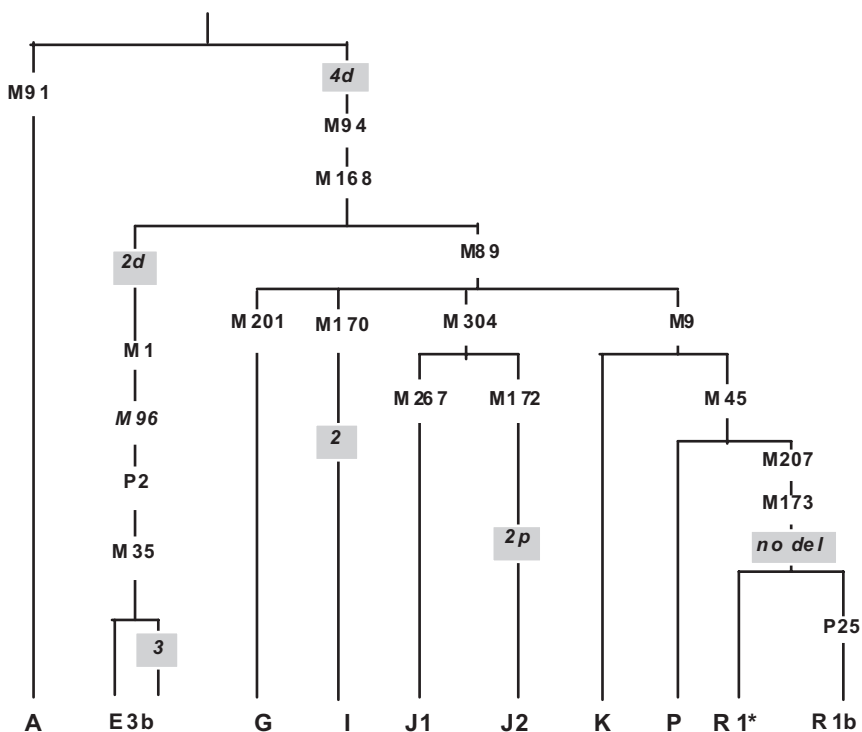 4d
M91
M94
M168
2d
M89
M201 M170 M304 M9
M1
M267 M172 M45
M96
2
M207
P2
M173
M35
2p
no del
P25
3
A E3b G I J1 J2 K P R1* R1b